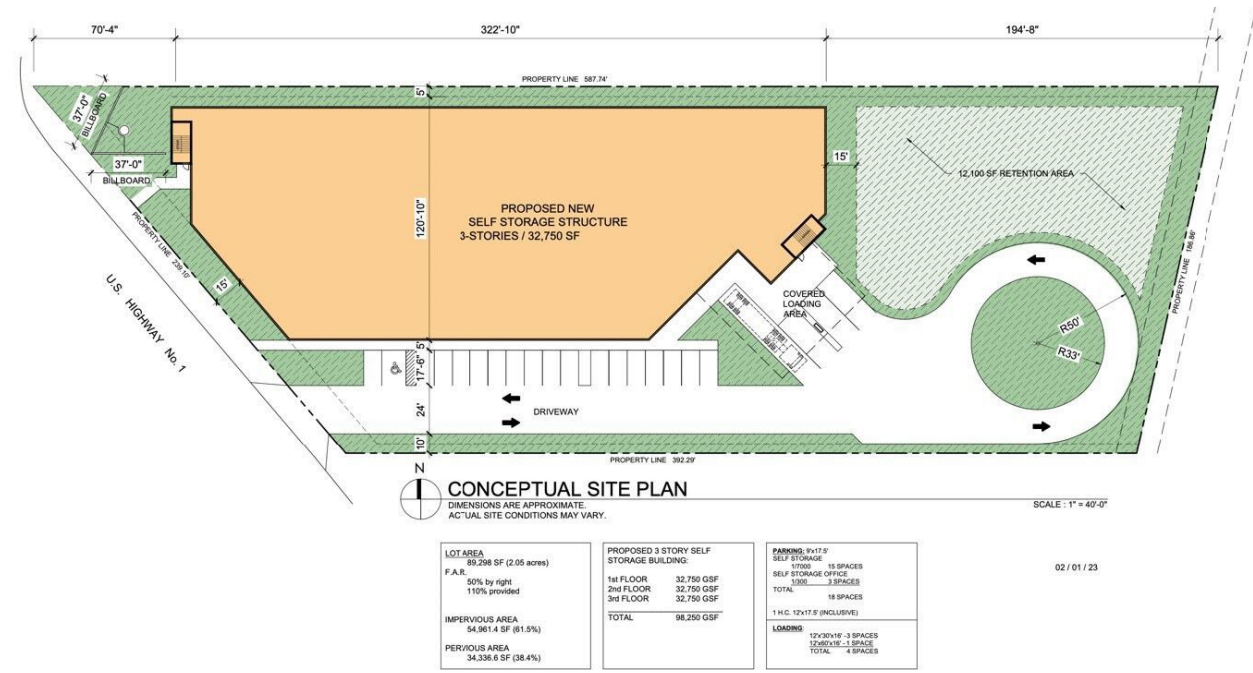 70'-4"
322'-10"
194'-8"
PROPERTY LINE 587.74'
5'
37'-0"
BILLBOARD
37'-0"
BILLBOARD
15'
12,100 SF RETENTION AREA
120'-10"
PROPOSED NEW
SELF STORAGE STRUCTURE
3-STORIES / 32,750 SF
PROPERTY LINE 239.10'
15'
U.S. HIGHWAY No. 1
COVERED
LOADING
AREA
PROPERTY LINE 186.86'
R50'
R33'
5'
17'-6"
24'
DRIVEWAY
10'
PROPERTY LINE 392.29'
N
CONCEPTUAL SITE PLAN
DIMENSIONS ARE APPROXIMATE.
ACTUAL SITE CONDITIONS MAY VARY.
SCALE : 1" = 40'-0"
LOT AREA
89,298 SF (2.05 acres)
F.A.R.
50% by right
110% provided
IMPERVIOUS AREA
54,961.4 SF (61.5%)
PERVIOUS AREA
34,336.6 SF (38.4%)
PROPOSED 3 STORY SELF
STORAGE BUILDING:
1st FLOOR 32,750 GSF
2nd FLOOR 32,750 GSF
3rd FLOOR 32,750 GSF
TOTAL 98,250 GSF
PARKING: 9'x17.5'
SELF STORAGE
1/7000 15 SPACES
SELF STORAGE OFFICE
1/300 3 SPACES
TOTAL
18 SPACES
1 H.C. 12'x17.5' (INCLUSIVE)
LOADING:
12'x30'x16' -3 SPACES
12'x60'x16' - 1 SPACE
TOTAL 4 SPACES
02 / 01 / 23